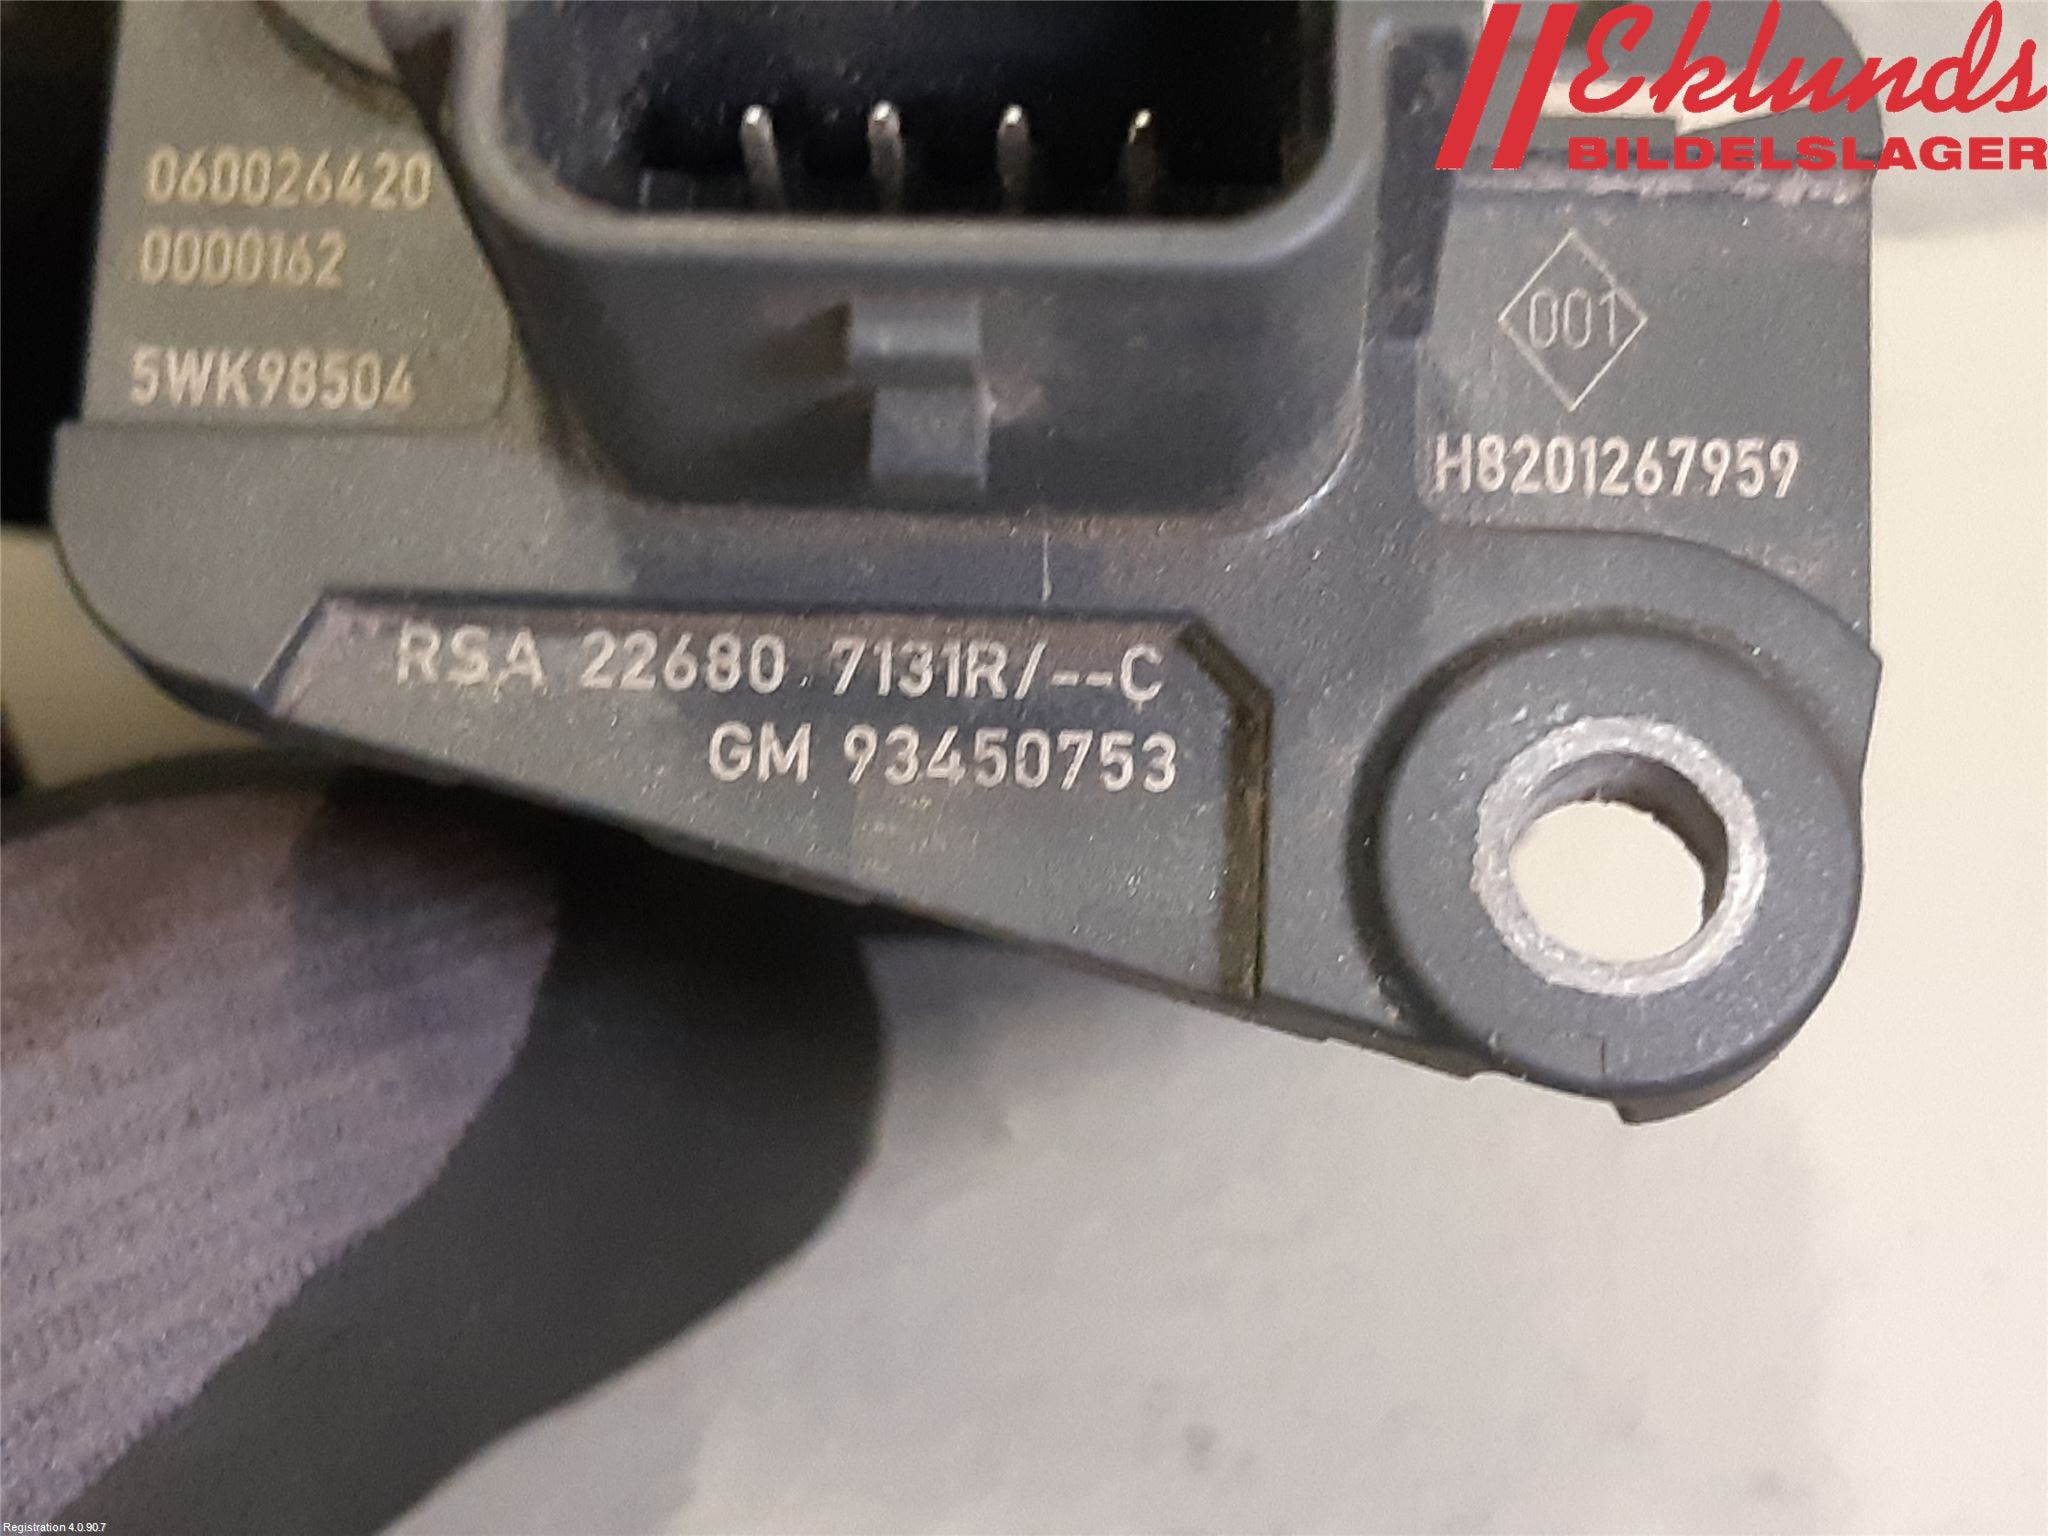 Eklunds
BILDELSLAGER
060026420
0000162
5WK98504
001
H8201267959
RSA 22680 7131R/--C
GM 93450753
Registration 4.0.90.7